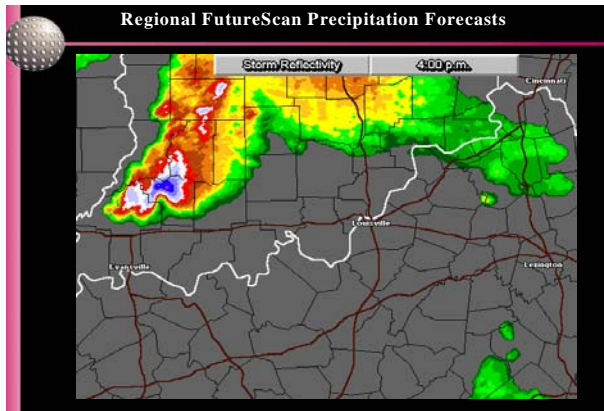 Regional FutureScan Precipitation Forecasts
Storm Reflectivity 4:00 p.m.
Cincinnati
Louisville
Evansville
Lexington